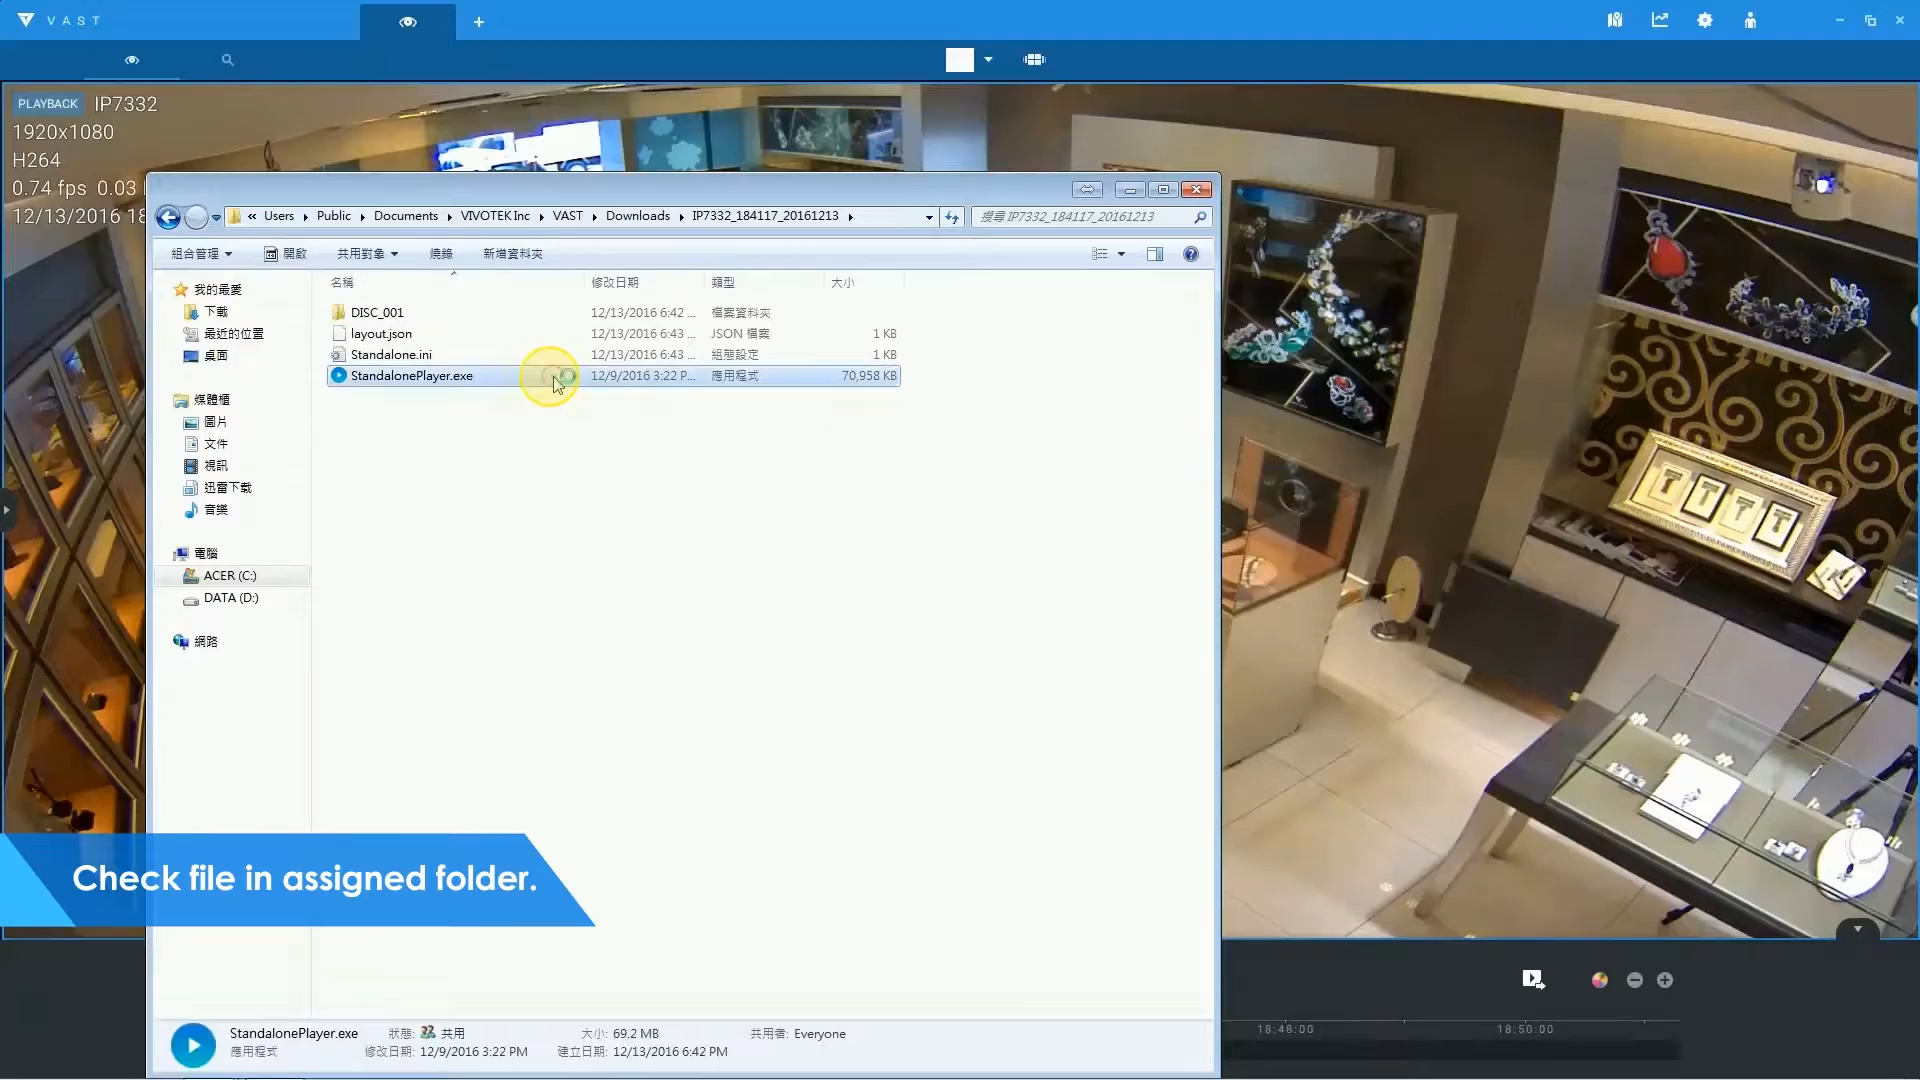 VAST
PLAYBACK IP7332
1920x1080
H264
0.74 fps 0.03
12/13/2016 18
« Users ▸ Public ▸ Documents ▸ VIVOTEK Inc ▸ VAST ▸ Downloads ▸ IP7332_184117_20161213 ▸
搜尋 IP7332_184117_20161213
組合管理 開啟 共用對象 燒錄 新增資料夾
名稱 修改日期 類型 大小
DISC_001 12/13/2016 6:42 ... 檔案資料夾
layout.json 12/13/2016 6:43 ... JSON 檔案 1 KB
Standalone.ini 12/13/2016 6:43 ... 組態設定 1 KB
StandalonePlayer.exe 12/9/2016 3:22 P... 應用程式 70,958 KB
我的最愛
下載
最近的位置
桌面
媒體櫃
圖片
文件
視訊
迅雷下載
音樂
電腦
ACER (C:)
DATA (D:)
網路
Check file in assigned folder.
18:48:00 18:50:00
StandalonePlayer.exe 狀態: 共用 大小: 69.2 MB 共用者: Everyone
應用程式 修改日期: 12/9/2016 3:22 PM 建立日期: 12/13/2016 6:42 PM